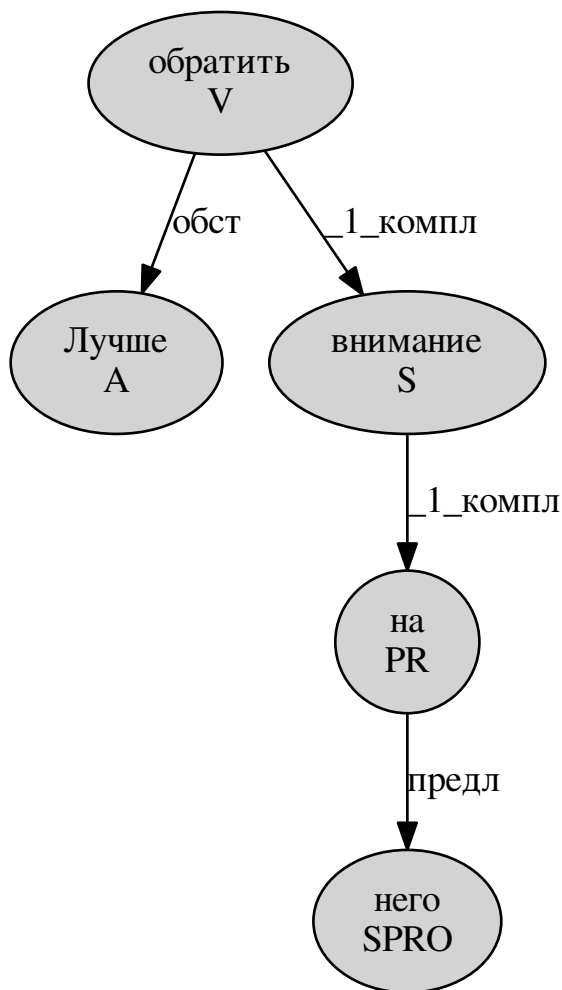 обратить
V
обст
_1_компл
Лучше
A
внимание
S
_1_компл
на
PR
предл
него
SPRO